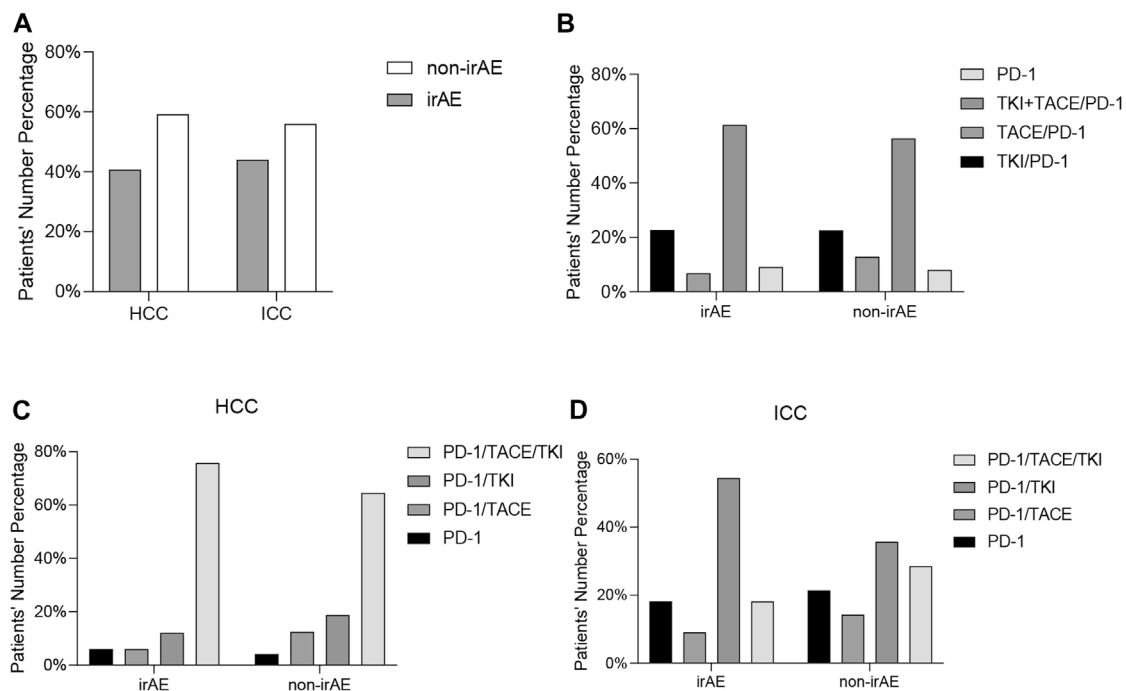 A
Patients' Number Percentage
80%
60%
40%
20%
0%
HCC
ICC
non-irAE
irAE
B
Patients' Number Percentage
80%
60%
40%
20%
0%
irAE
non-irAE
PD-1
TKI+TACE/PD-1
TACE/PD-1
TKI/PD-1
C
HCC
Patients' Number Percentage
80%
60%
40%
20%
0%
irAE
non-irAE
PD-1/TACE/TKI
PD-1/TKI
PD-1/TACE
PD-1
D
ICC
Patients' Number Percentage
60%
40%
20%
0%
irAE
non-irAE
PD-1/TACE/TKI
PD-1/TKI
PD-1/TACE
PD-1